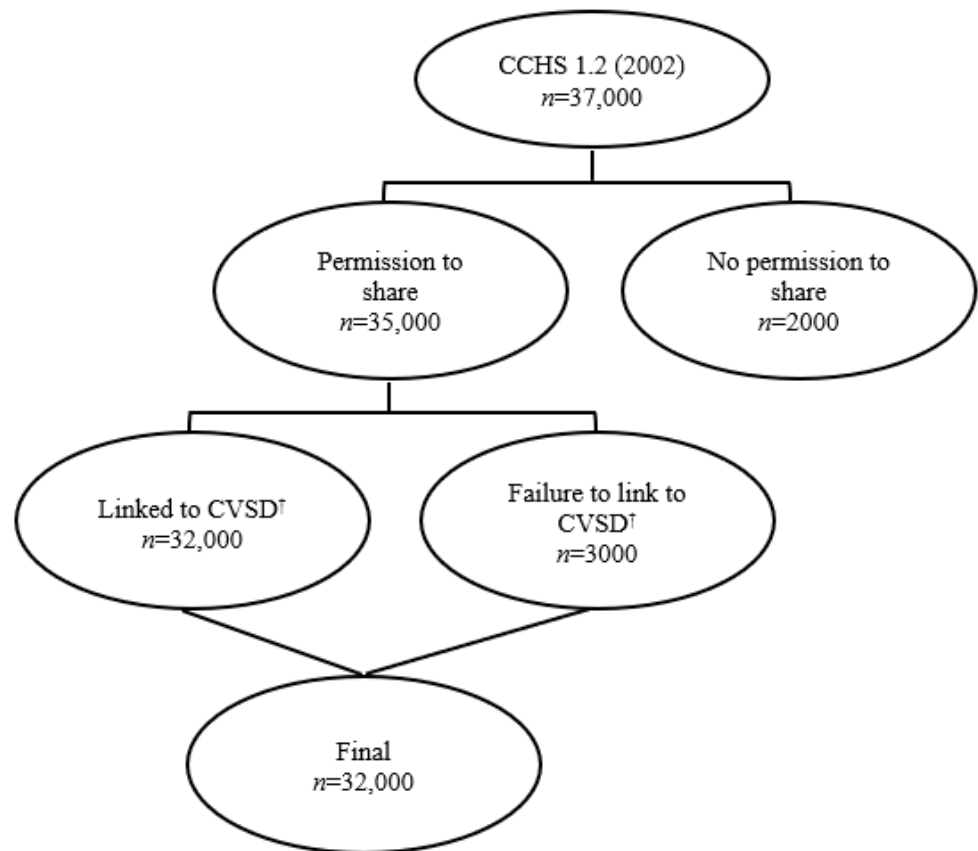 CCHS 1.2 (2002)
n=37,000
Permission to
share
n=35,000
No permission to
share
n=2000
Linked to CVSD†
n=32,000
Failure to link to
CVSD†
n=3000
Final
n=32,000